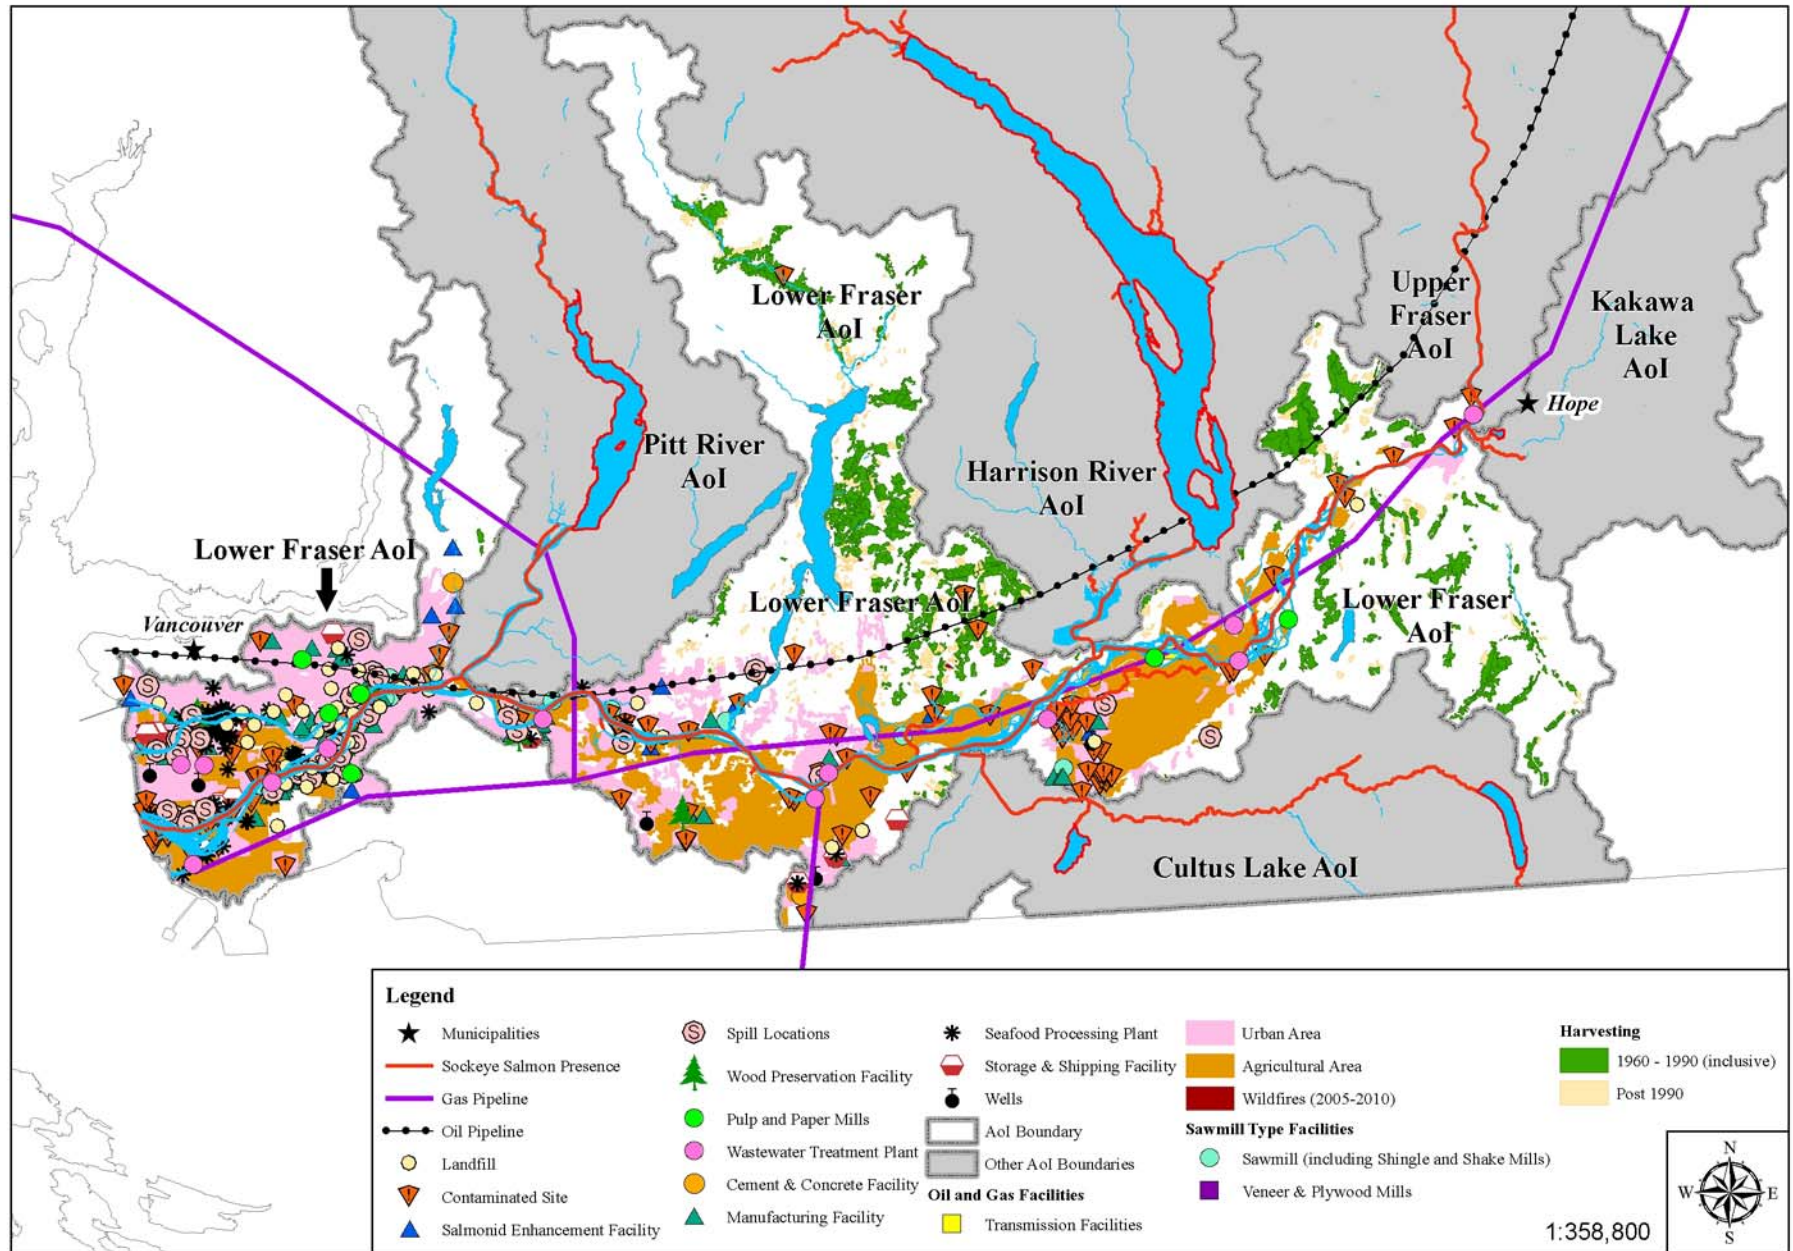 Upper
Fraser
AoI
Kakawa
Lake
AoI
Lower Fraser
AoI
Hope
Pitt River
AoI
Harrison River
AoI
Lower Fraser AoI
Vancouver
Lower Fraser AoI
Lower Fraser
AoI
Cultus Lake AoI
Legend
Municipalities
Sockeye Salmon Presence
Gas Pipeline
Oil Pipeline
Landfill
Contaminated Site
Salmonid Enhancement Facility
Spill Locations
Wood Preservation Facility
Pulp and Paper Mills
Wastewater Treatment Plant
Cement & Concrete Facility
Manufacturing Facility
Seafood Processing Plant
Storage & Shipping Facility
Wells
AoI Boundary
Other AoI Boundaries
Oil and Gas Facilities
Transmission Facilities
Urban Area
Agricultural Area
Wildfires (2005-2010)
Sawmill Type Facilities
Sawmill (including Shingle and Shake Mills)
Veneer & Plywood Mills
Harvesting
1960 - 1990 (inclusive)
Post 1990
1:358,800
N
W E
S